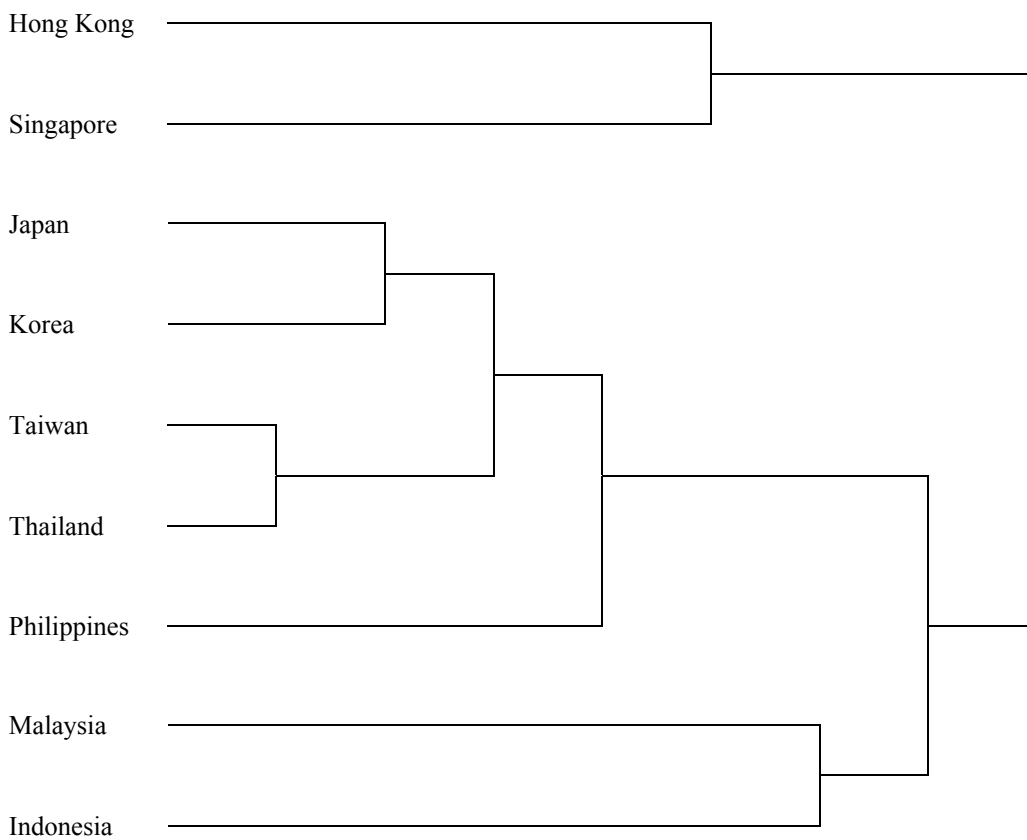 Hong Kong
Singapore
Japan
Korea
Taiwan
Thailand
Philippines
Malaysia
Indonesia